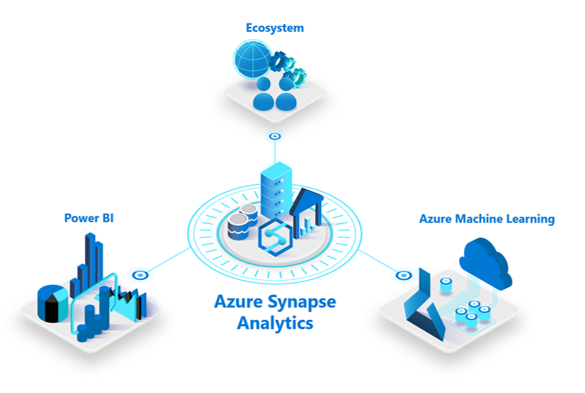 Ecosystem
Power BI
Azure Machine Learning
Azure Synapse
Analytics